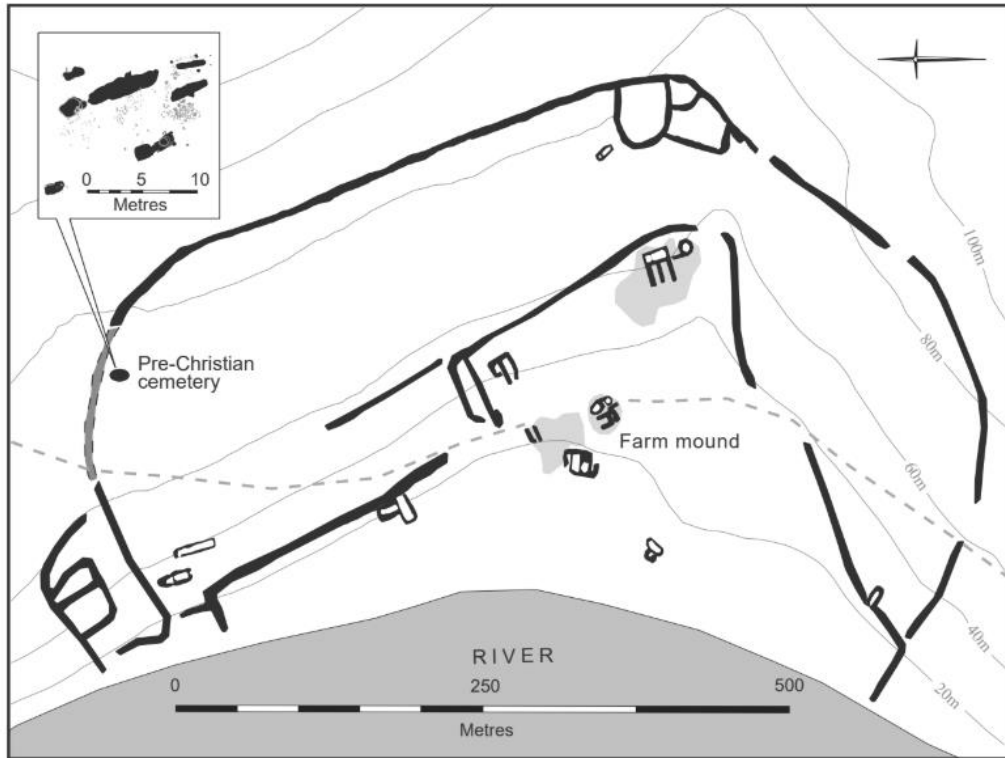 0 5 10
Metres
Pre-Christian
cemetery
100m
80m
Farm mound
60m
40m
20m
RIVER
0 250 500
Metres